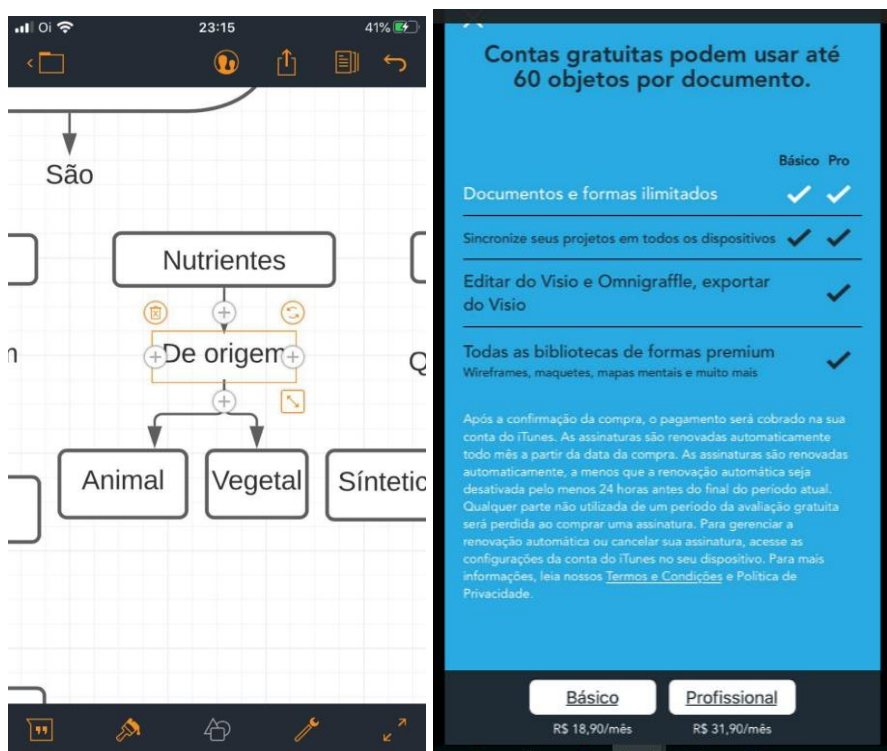 Oi
23:15
41%
São
Nutrientes
De origem
Animal
Vegetal
Síntetic
Contas gratuitas podem usar até
60 objetos por documento.
Básico Pro
Documentos e formas ilimitados
Sincronize seus projetos em todos os dispositivos
Editar do Visio e Omnigraffle, exportar
do Visio
Todas as bibliotecas de formas premium
Wireframes, maquetes, mapas mentais e muito mais
Após a confirmação da compra, o pagamento será cobrado na sua
conta do iTunes. As assinaturas são renovadas automaticamente
todo mês a partir da data da compra. As assinaturas são renovadas
automaticamente, a menos que a renovação automática seja
desativada pelo menos 24 horas antes do final do período atual.
Qualquer parte não utilizada de um período da avaliação gratuita
será perdida ao comprar uma assinatura. Para gerenciar a
renovação automática ou cancelar sua assinatura, acesse as
configurações da conta do iTunes no seu dispositivo. Para mais
informações, leia nossos Termos e Condições e Política de
Privacidade.
Básico
Profissional
R$ 18,90/mês
R$ 31,90/mês